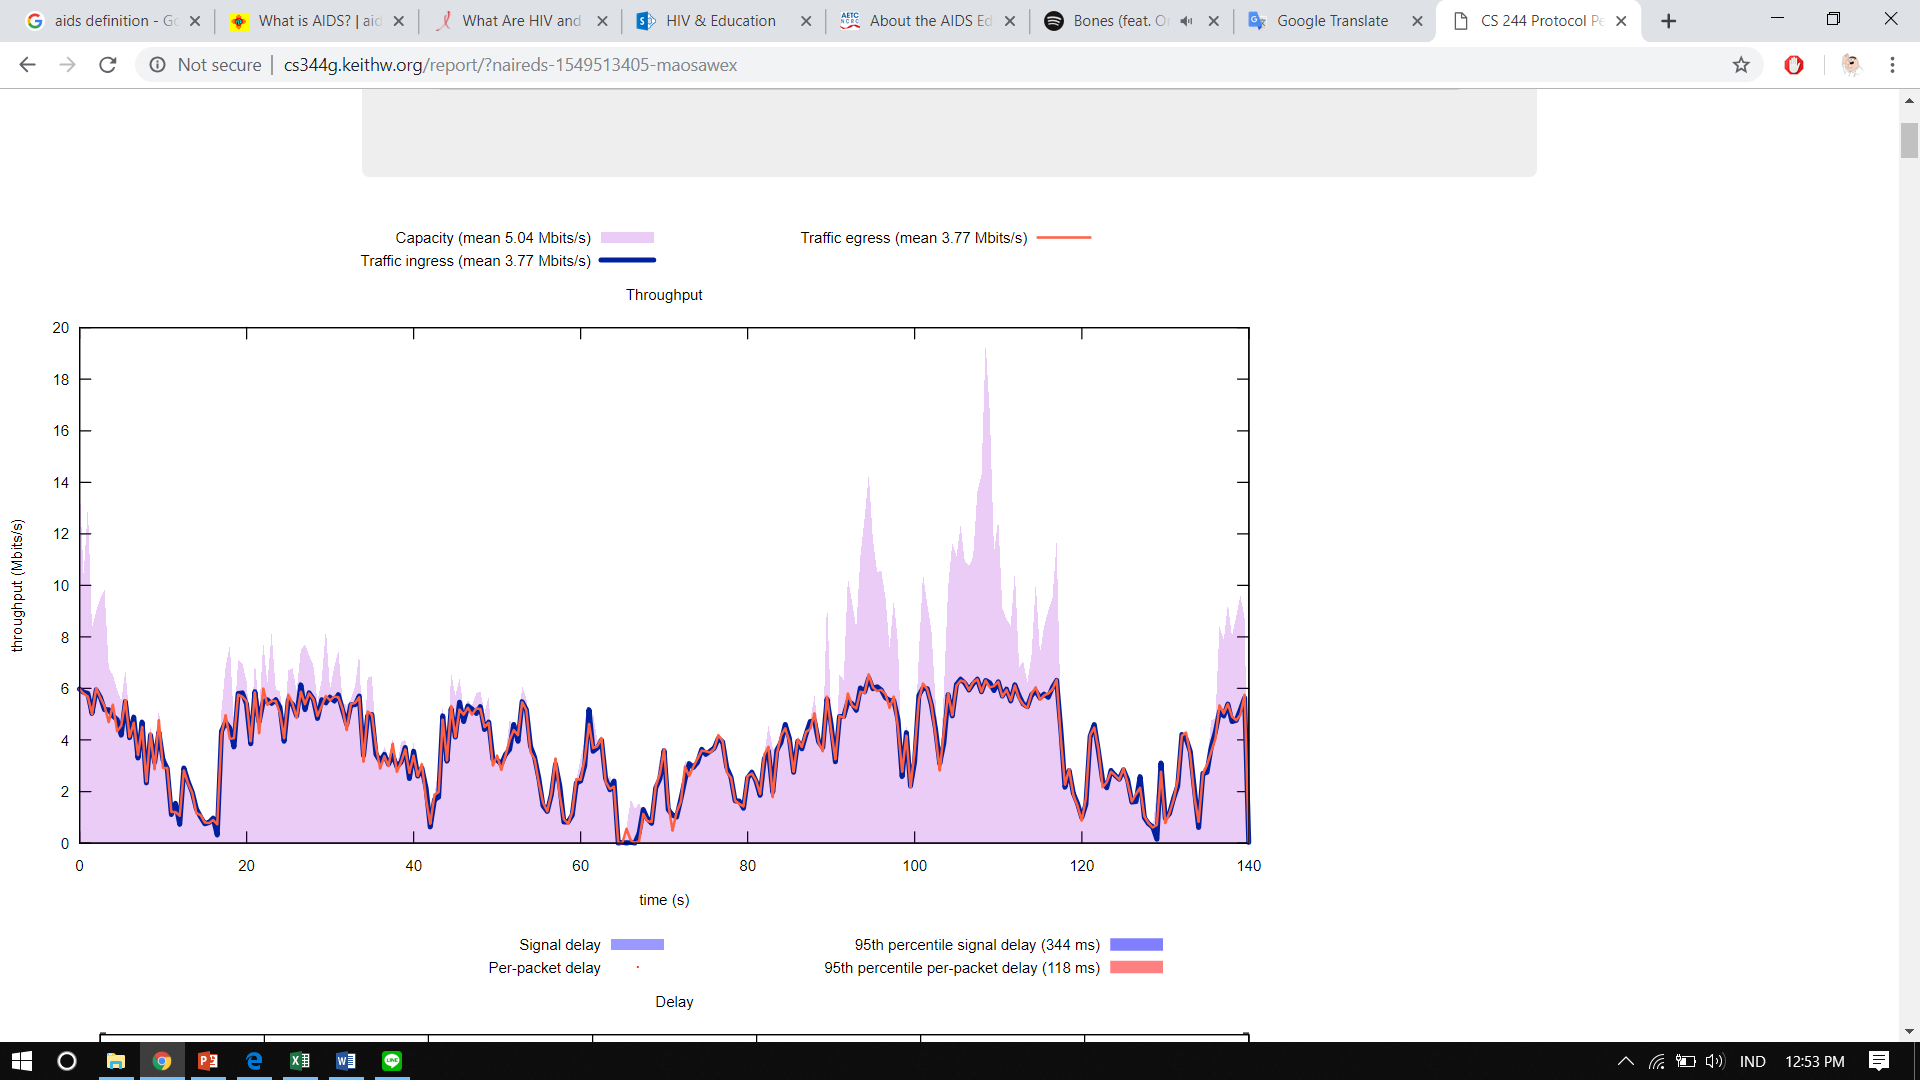 aids definition - Go
What is AIDS? | aid
What Are HIV and
HIV & Education
About the AIDS Ed
Bones (feat. O
Google Translate
CS 244 Protocol Pe
Not secure
cs344g.keithw.org/report/?naireds-1549513405-maosawex
Capacity (mean 5.04 Mbits/s)
Traffic egress (mean 3.77 Mbits/s)
Traffic ingress (mean 3.77 Mbits/s)
Throughput
20
18
16
14
12
10
8
6
4
2
0
throughput (Mbits/s)
0 20 40 60 80 100 120 140
time (s)
Signal delay
95th percentile signal delay (344 ms)
Per-packet delay
95th percentile per-packet delay (118 ms)
Delay
IND
12:53 PM